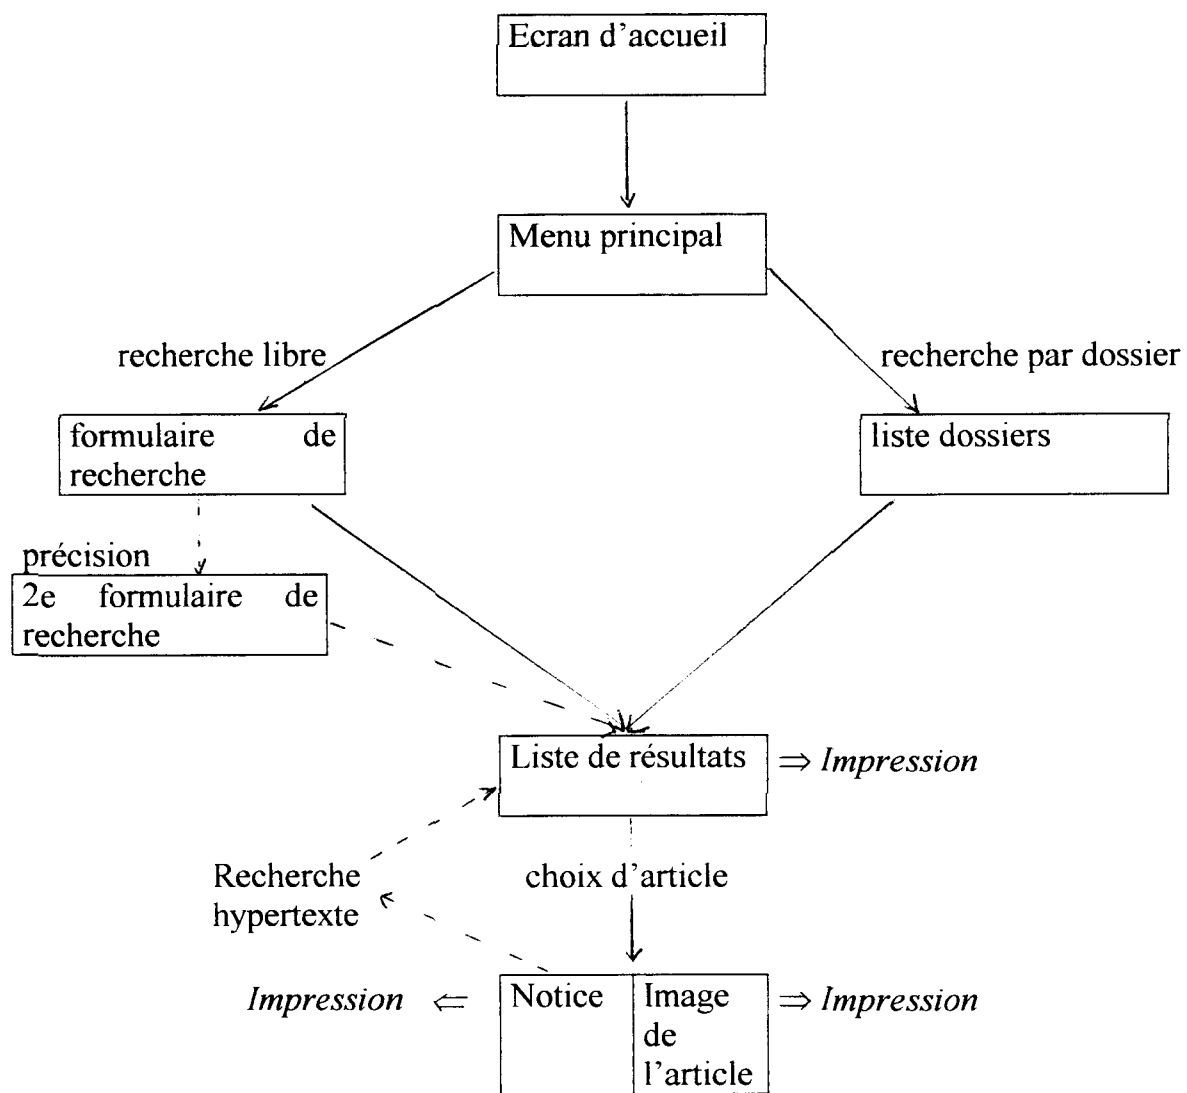 Ecran d'accueil
Menu principal
recherche libre
recherche par dossier
formulaire de
recherche
liste dossiers
précision
2e formulaire de
recherche
Liste de résultats ⇒ Impression
Recherche
hypertexte
choix d'article
Impression ⇐
Notice
Image
de
l'article
⇒ Impression